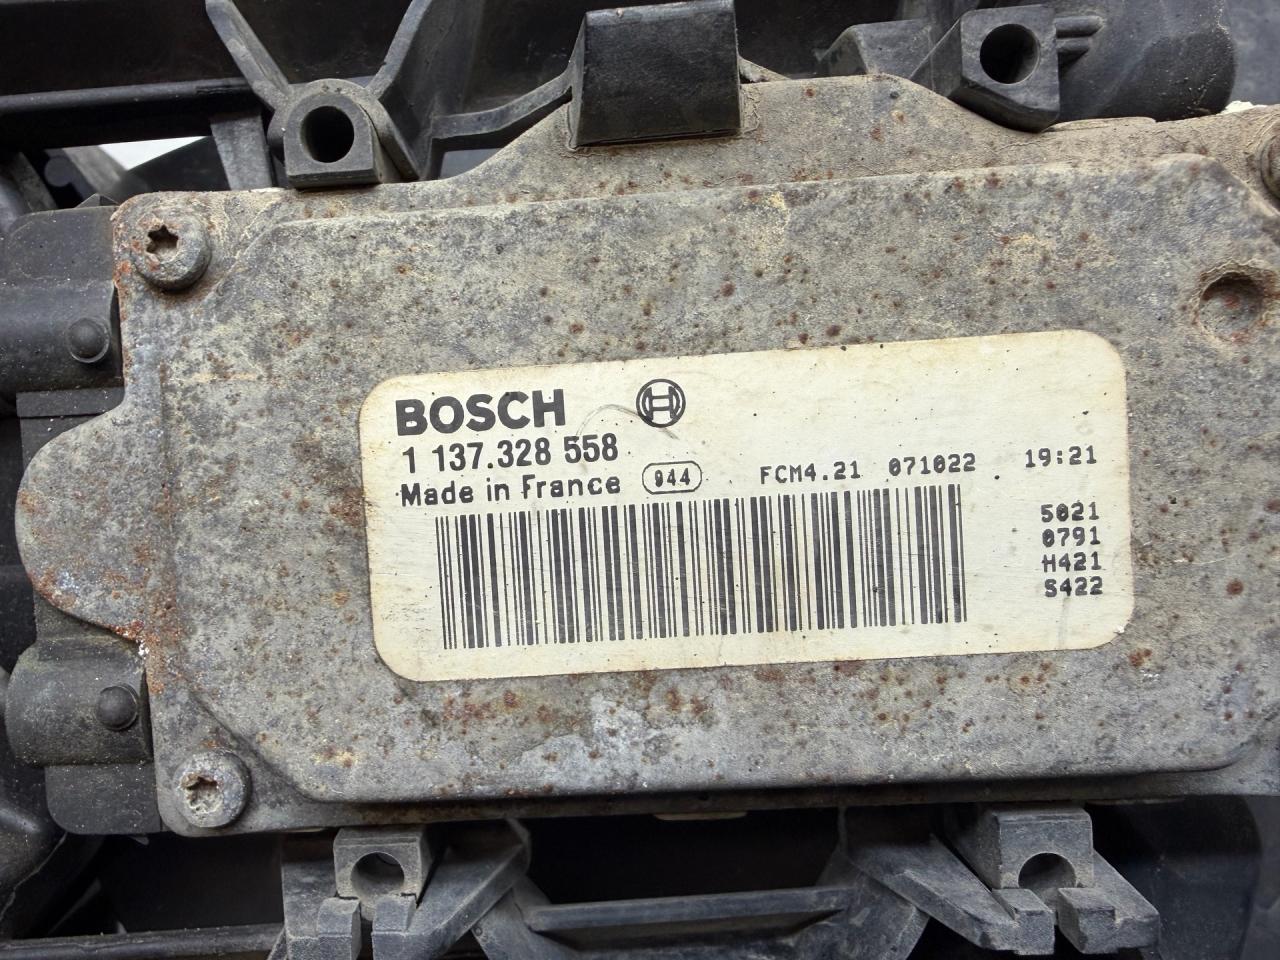 BOSCH
1 137.328 558
Made in France 944 FCM4.21 071022 19:21
5021
0791
H421
S422